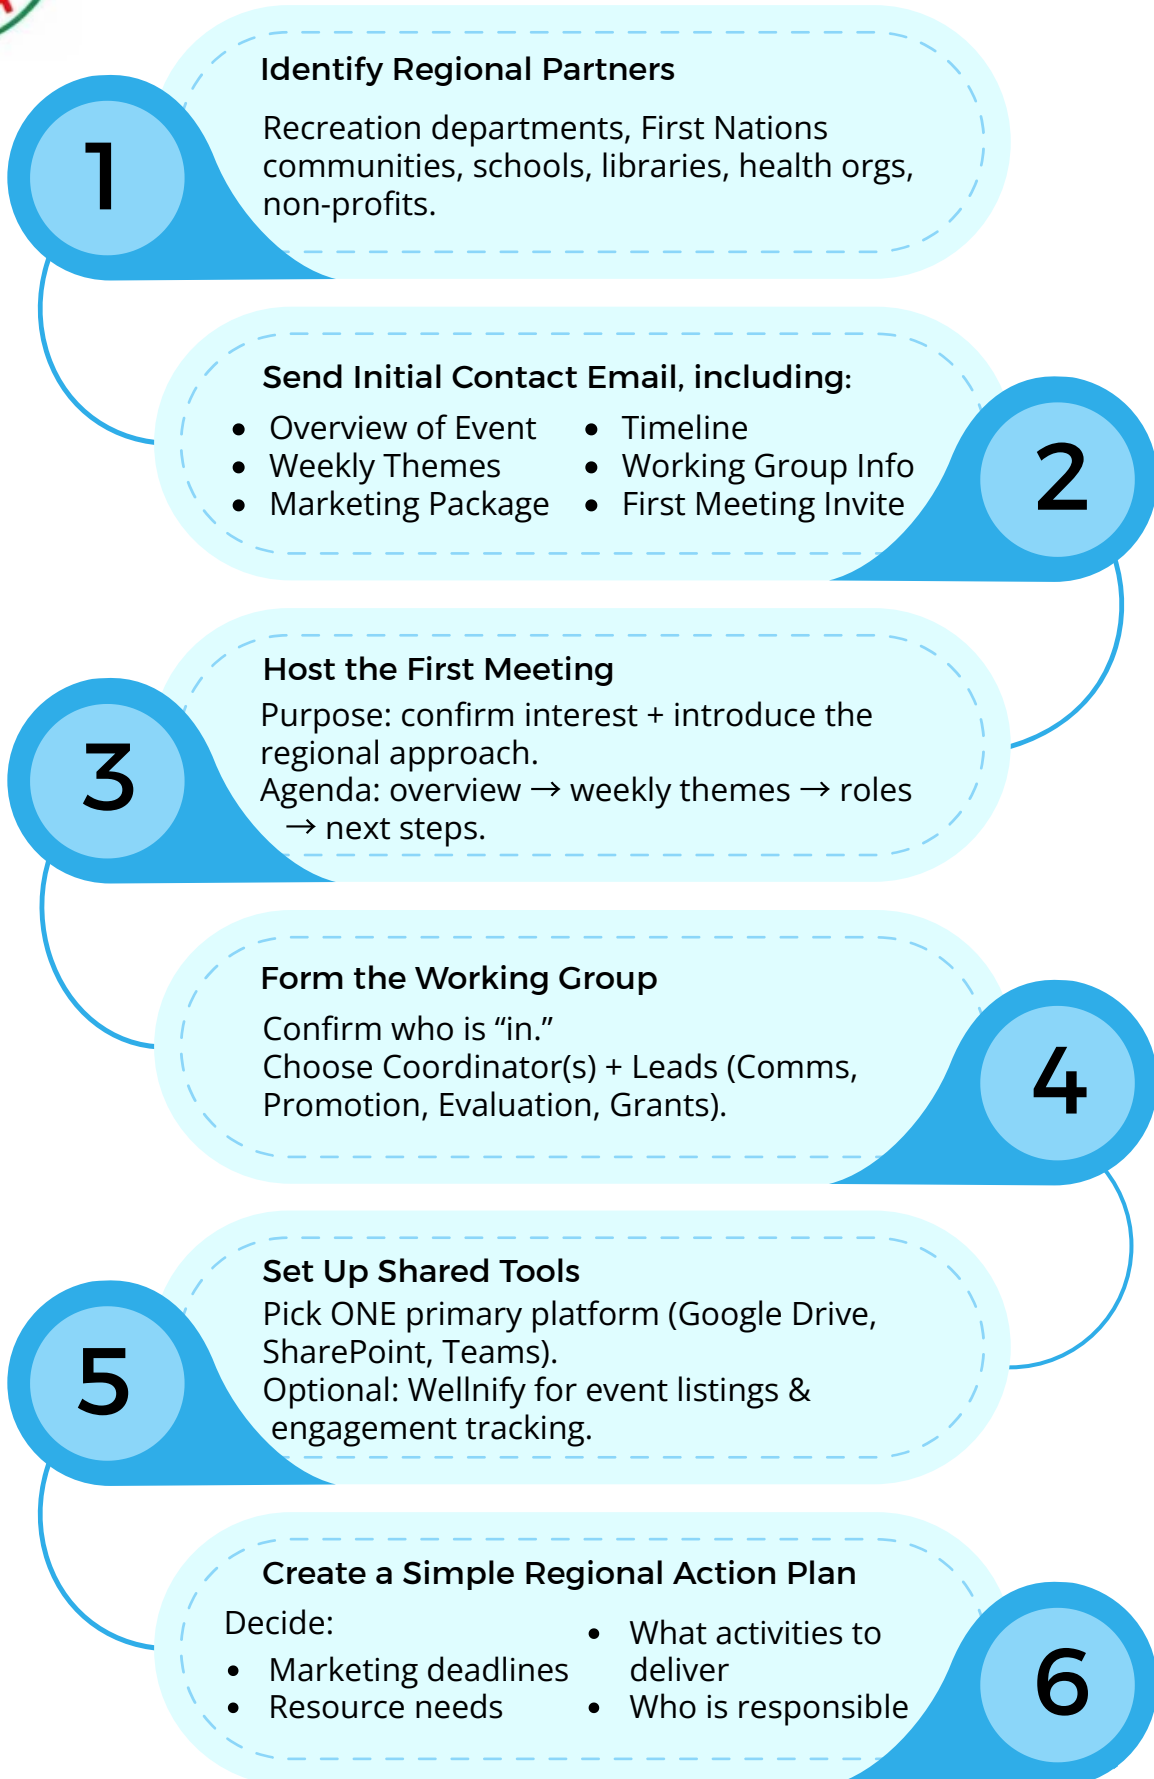 1
Identify Regional Partners
Recreation departments, First Nations
communities, schools, libraries, health orgs,
non-profits.
2
Send Initial Contact Email, including:
• Overview of Event
• Weekly Themes
• Marketing Package
• Timeline
• Working Group Info
• First Meeting Invite
3
Host the First Meeting
Purpose: confirm interest + introduce the
regional approach.
Agenda: overview → weekly themes → roles
→ next steps.
4
Form the Working Group
Confirm who is “in.”
Choose Coordinator(s) + Leads (Comms,
Promotion, Evaluation, Grants).
5
Set Up Shared Tools
Pick ONE primary platform (Google Drive,
SharePoint, Teams).
Optional: Wellnify for event listings &
engagement tracking.
6
Create a Simple Regional Action Plan
Decide:
• Marketing deadlines
• Resource needs
• What activities to
deliver
• Who is responsible